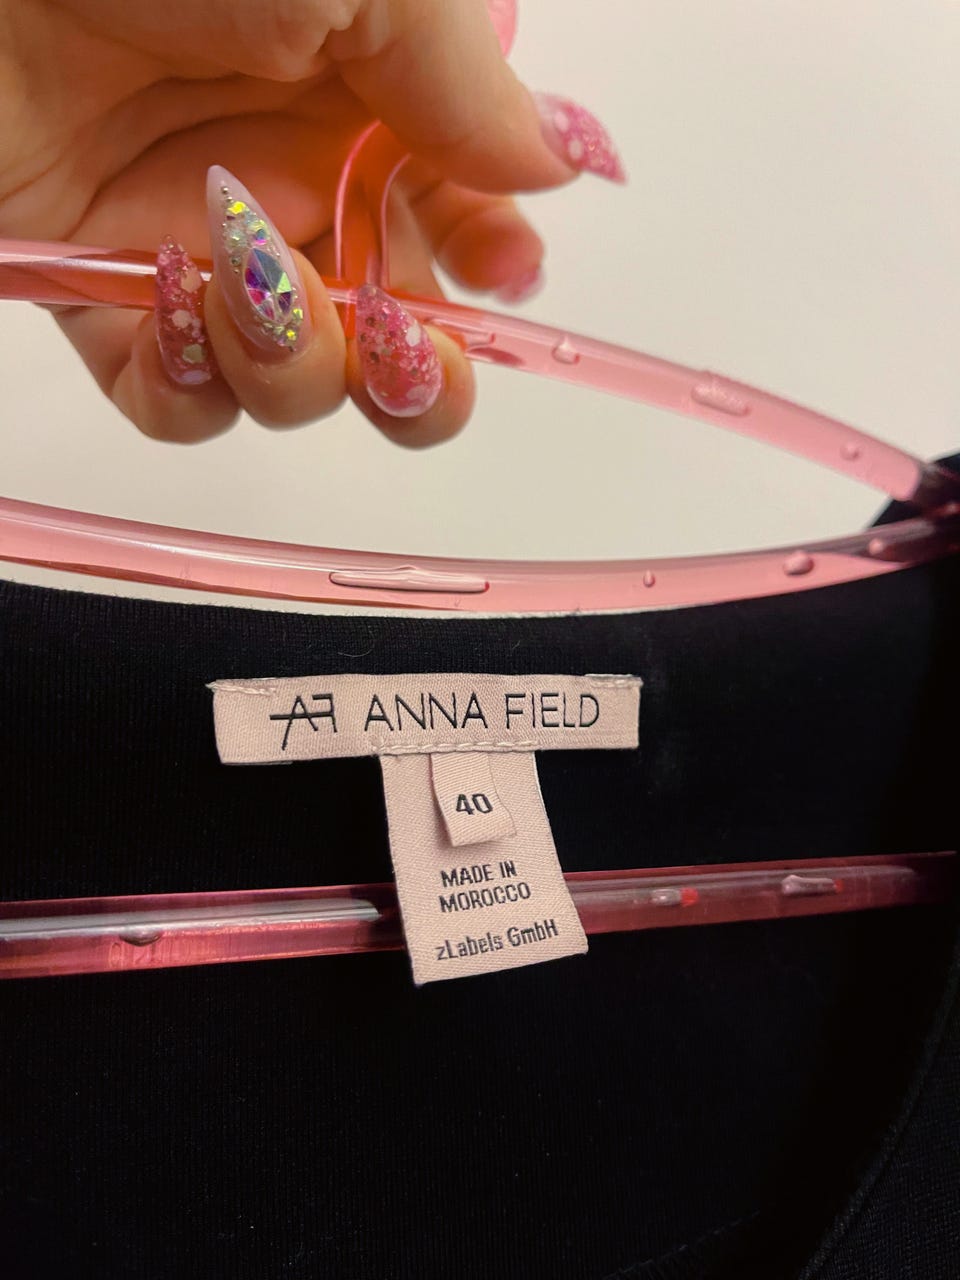 AF ANNA FIELD
40
MADE IN
MOROCCO
zLabels GmbH